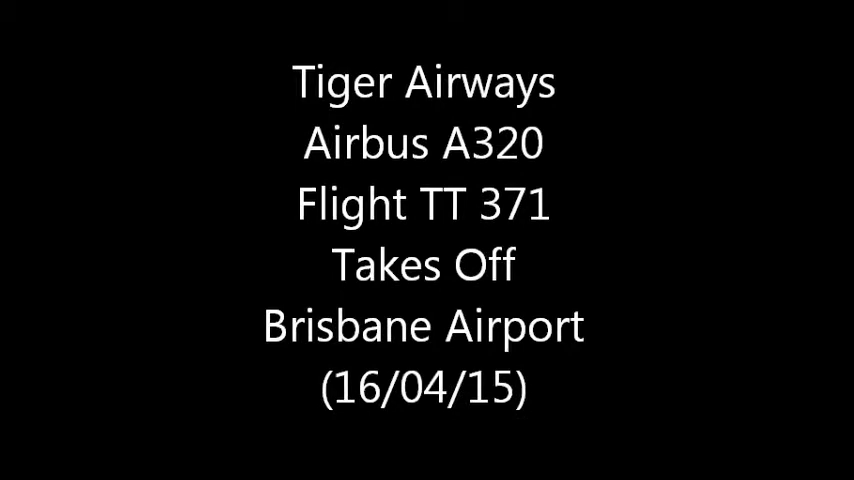 Tiger Airways
Airbus A320
Flight TT 371
Takes Off
Brisbane Airport
(16/04/15)